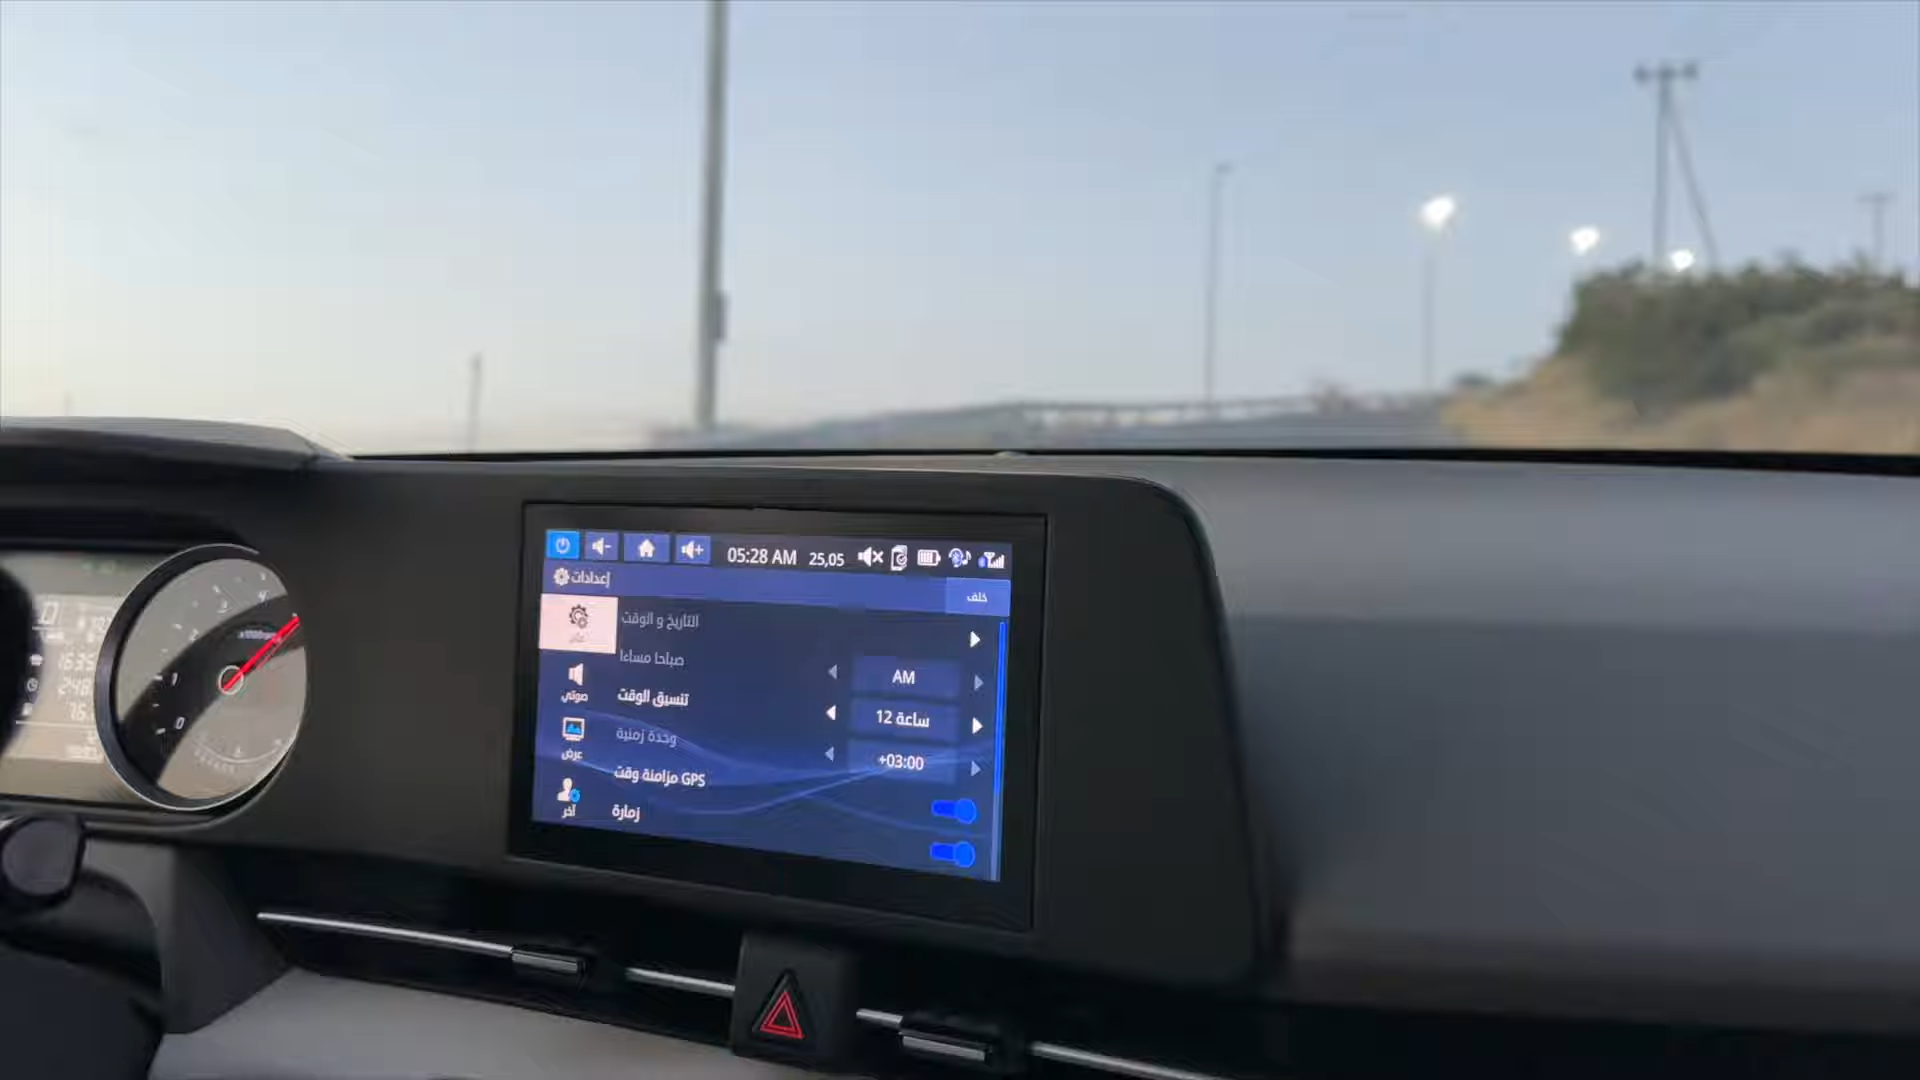 05:28 AM 25,05
إعدادات
خلف
التاريخ و الوقت
صباحا مساءا
AM
صوتي
تنسيق الوقت
12 ساعة
وحدة زمنية
+03:00
عرض
GPS مزامنة وقت
زمارة
آخر